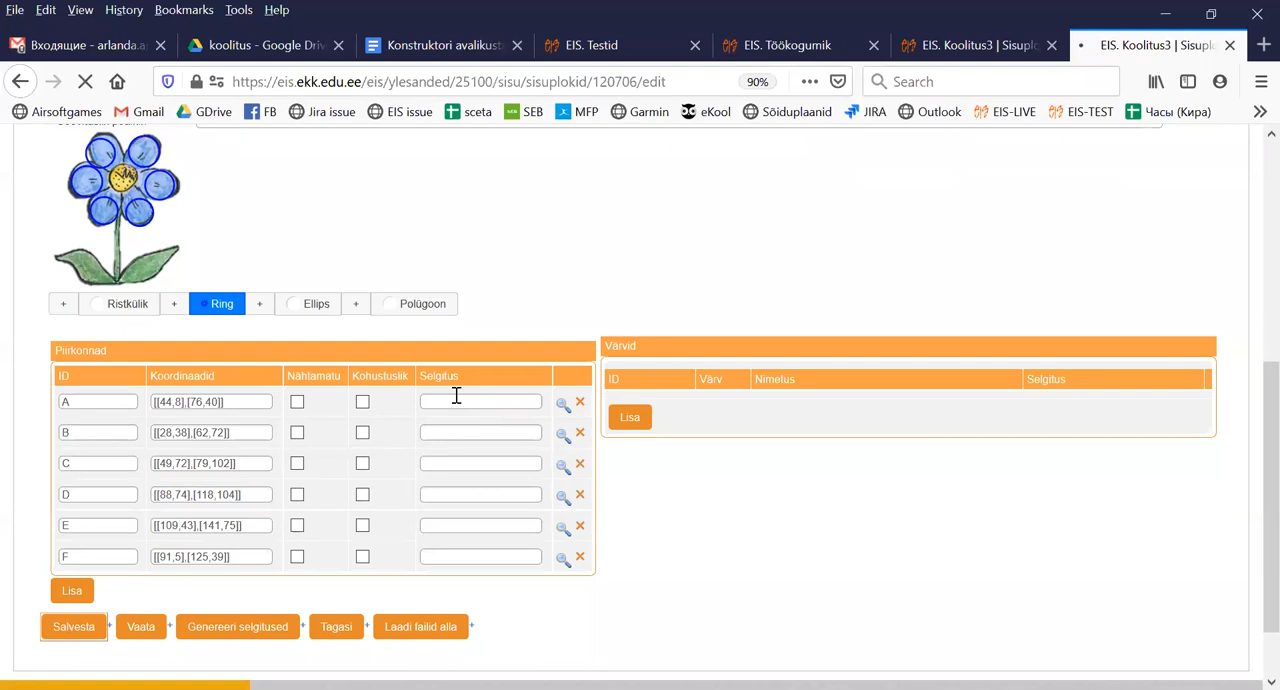 File Edit View History Bookmarks Tools Help
Входящие - arlanda.a koolitus - Google Driv Konstruktori avalikusta EIS. Testid EIS. Töökogumik EIS. Koolitus3 | Sisuplo EIS. Koolitus3 | Sisuplo
https://eis.ekk.edu.ee/eis/ylesanded/25100/sisu/sisuplokid/120706/edit 90% Search
Airsoftgames Gmail GDrive FB Jira issue EIS issue sceta SEB MFP Garmin eKool Sõiduplaanid JIRA Outlook EIS-LIVE EIS-TEST Часы (Кира)
+ Ristkülik + Ring + Ellips + Polügoon
Piirkonnad
ID Koordinaadid Nähtamatu Kohustuslik Selgitus
A [[44,8],[76,40]]
B [[28,38],[62,72]]
C [[49,72],[79,102]]
D [[88,74],[118,104]]
E [[109,43],[141,75]]
F [[91,5],[125,39]]
Lisa
Värvid
ID Värv Nimetus Selgitus
Lisa
Salvesta + Vaata + Genereeri selgitused + Tagasi + Laadi failid alla +